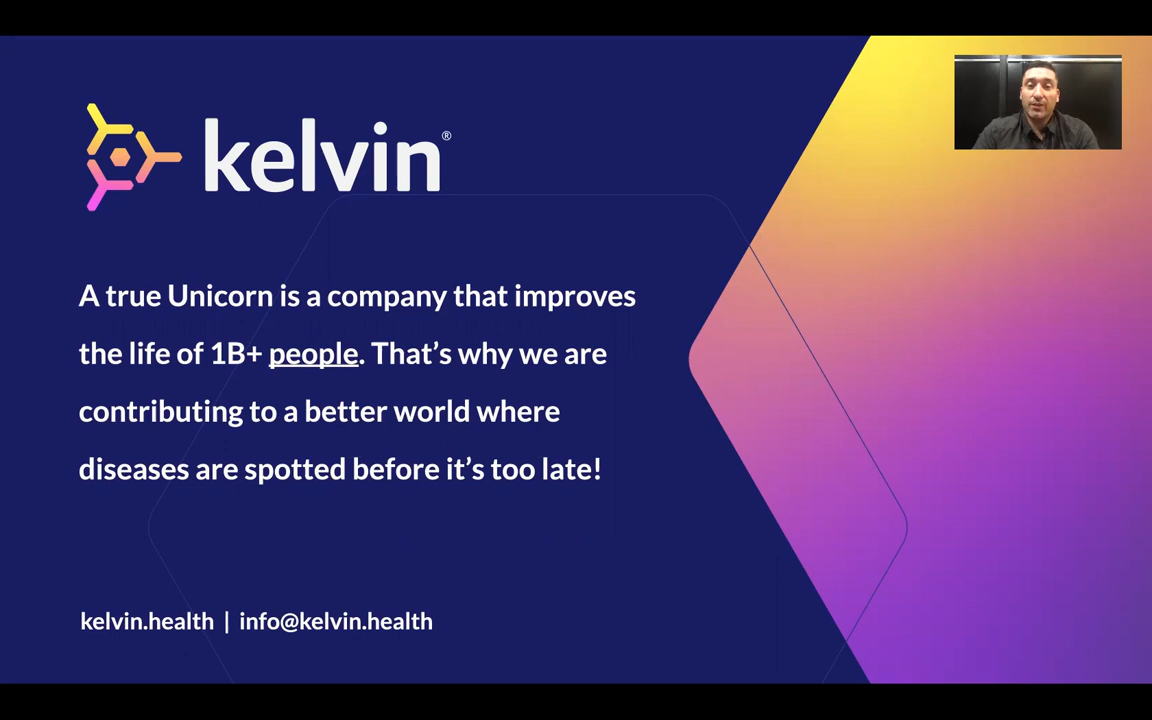 kelvin®
A true Unicorn is a company that improves
the life of 1B+ people. That’s why we are
contributing to a better world where
diseases are spotted before it’s too late!
kelvin.health | info@kelvin.health